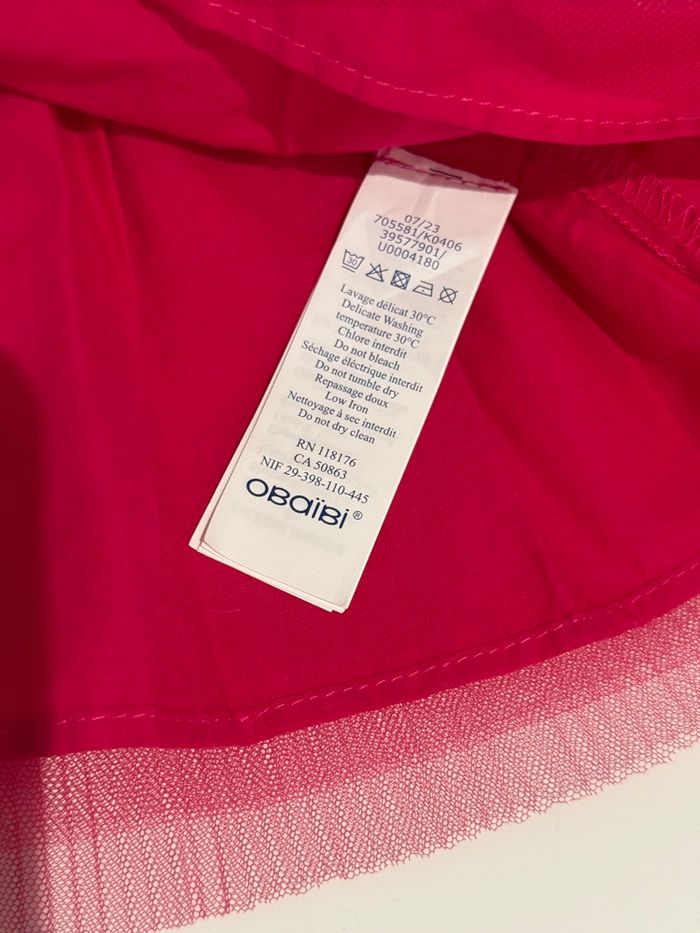 07/23
705581/K0406
39577901/
U0004180
30
Lavage délicat 30°C
Delicate Washing
temperature 30°C
Chlore interdit
Do not bleach
Séchage éléctrique interdit
Do not tumble dry
Repassage doux
Low Iron
Nettoyage à sec interdit
Do not dry clean
RN 118176
CA 50863
NIF 29-398-110-445
OBaïBi®